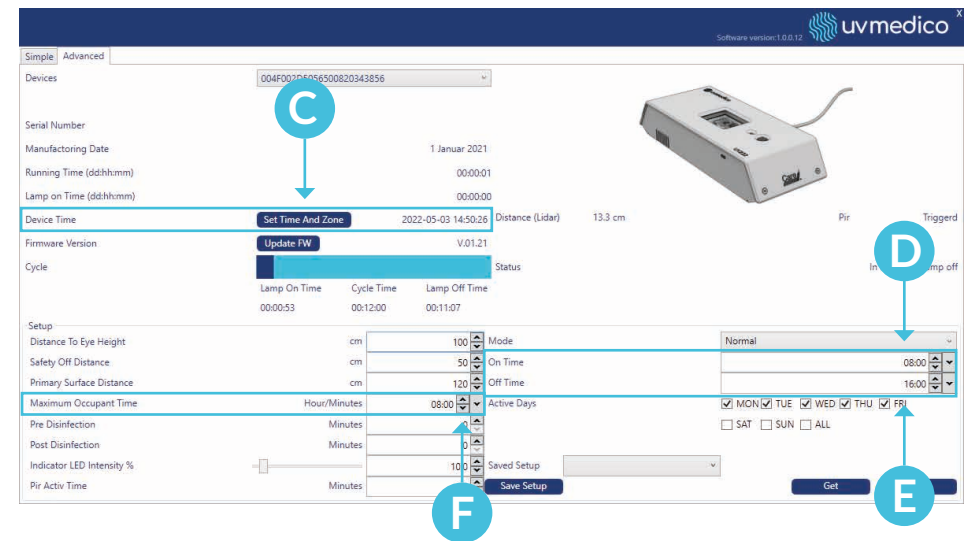 X
Software version:1.0.0.12 uvmedico
Simple Advanced
Devices 004F002D5056500820343856
C
Serial Number
Manufactoring Date 1 Januar 2021
Running Time (dd:hh:mm) 00:00:01
Lamp on Time (dd:hh:mm) 00:00:00
Device Time Set Time And Zone 2022-05-03 14:50:26 Distance (Lidar) 13.3 cm Pir Triggerd
Firmware Version Update FW V.01.21
D
Cycle Status In off
Lamp On Time Cycle Time Lamp Off Time
00:00:53 00:12:00 00:11:07
Setup
Distance To Eye Height cm 100 Mode Normal
Safety Off Distance cm 50 On Time 08:00
Primary Surface Distance cm 120 Off Time 16:00
Maximum Occupant Time Hour/Minutes 08:00 Active Days MON TUE WED THU FRI
Pre Disinfection Minutes 0 SAT SUN ALL
Post Disinfection Minutes 0
Indicator LED Intensity % 100 Saved Setup
Pir Activ Time Minutes Save Setup Get
F
E